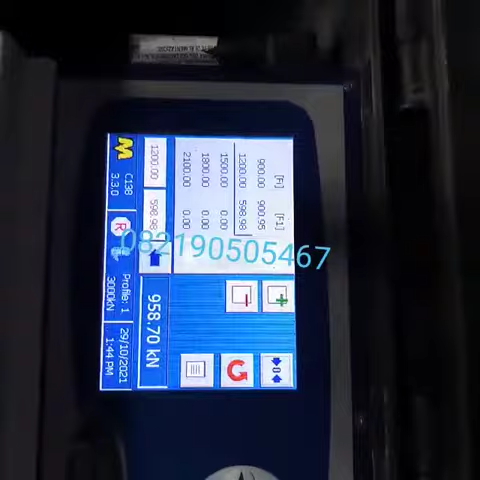 [Fr] [F1]
900.00 900.95
1200.00 598.98
1500.00 0.00
1800.00 0.00
2100.00 0.00
1200.00 598.98
958.70 kN
C138
3.3.0
R
Profile: 1
3000kN
29/10/2021
1:44 PM
082190505467